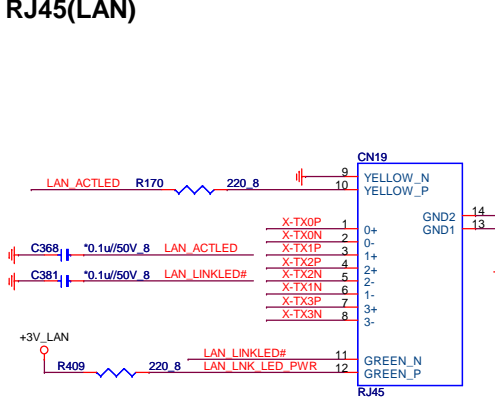 RJ45(LAN)
CN19
9 YELLOW_N
LAN_ACTLED R170 220_8 10 YELLOW_P
GND2 14
GND1 13
X-TX0P 1 0+
X-TX0N 2 0-
X-TX1P 3 1+
X-TX2P 4 2+
X-TX2N 5 2-
X-TX1N 6 1-
X-TX3P 7 3+
X-TX3N 8 3-
C368 *0.1u//50V_8 LAN_ACTLED
C381 *0.1u//50V_8 LAN_LINKLED#
+3V_LAN
LAN_LINKLED# 11 GREEN_N
R409 220_8 LAN_LNK_LED_PWR 12 GREEN_P
RJ45